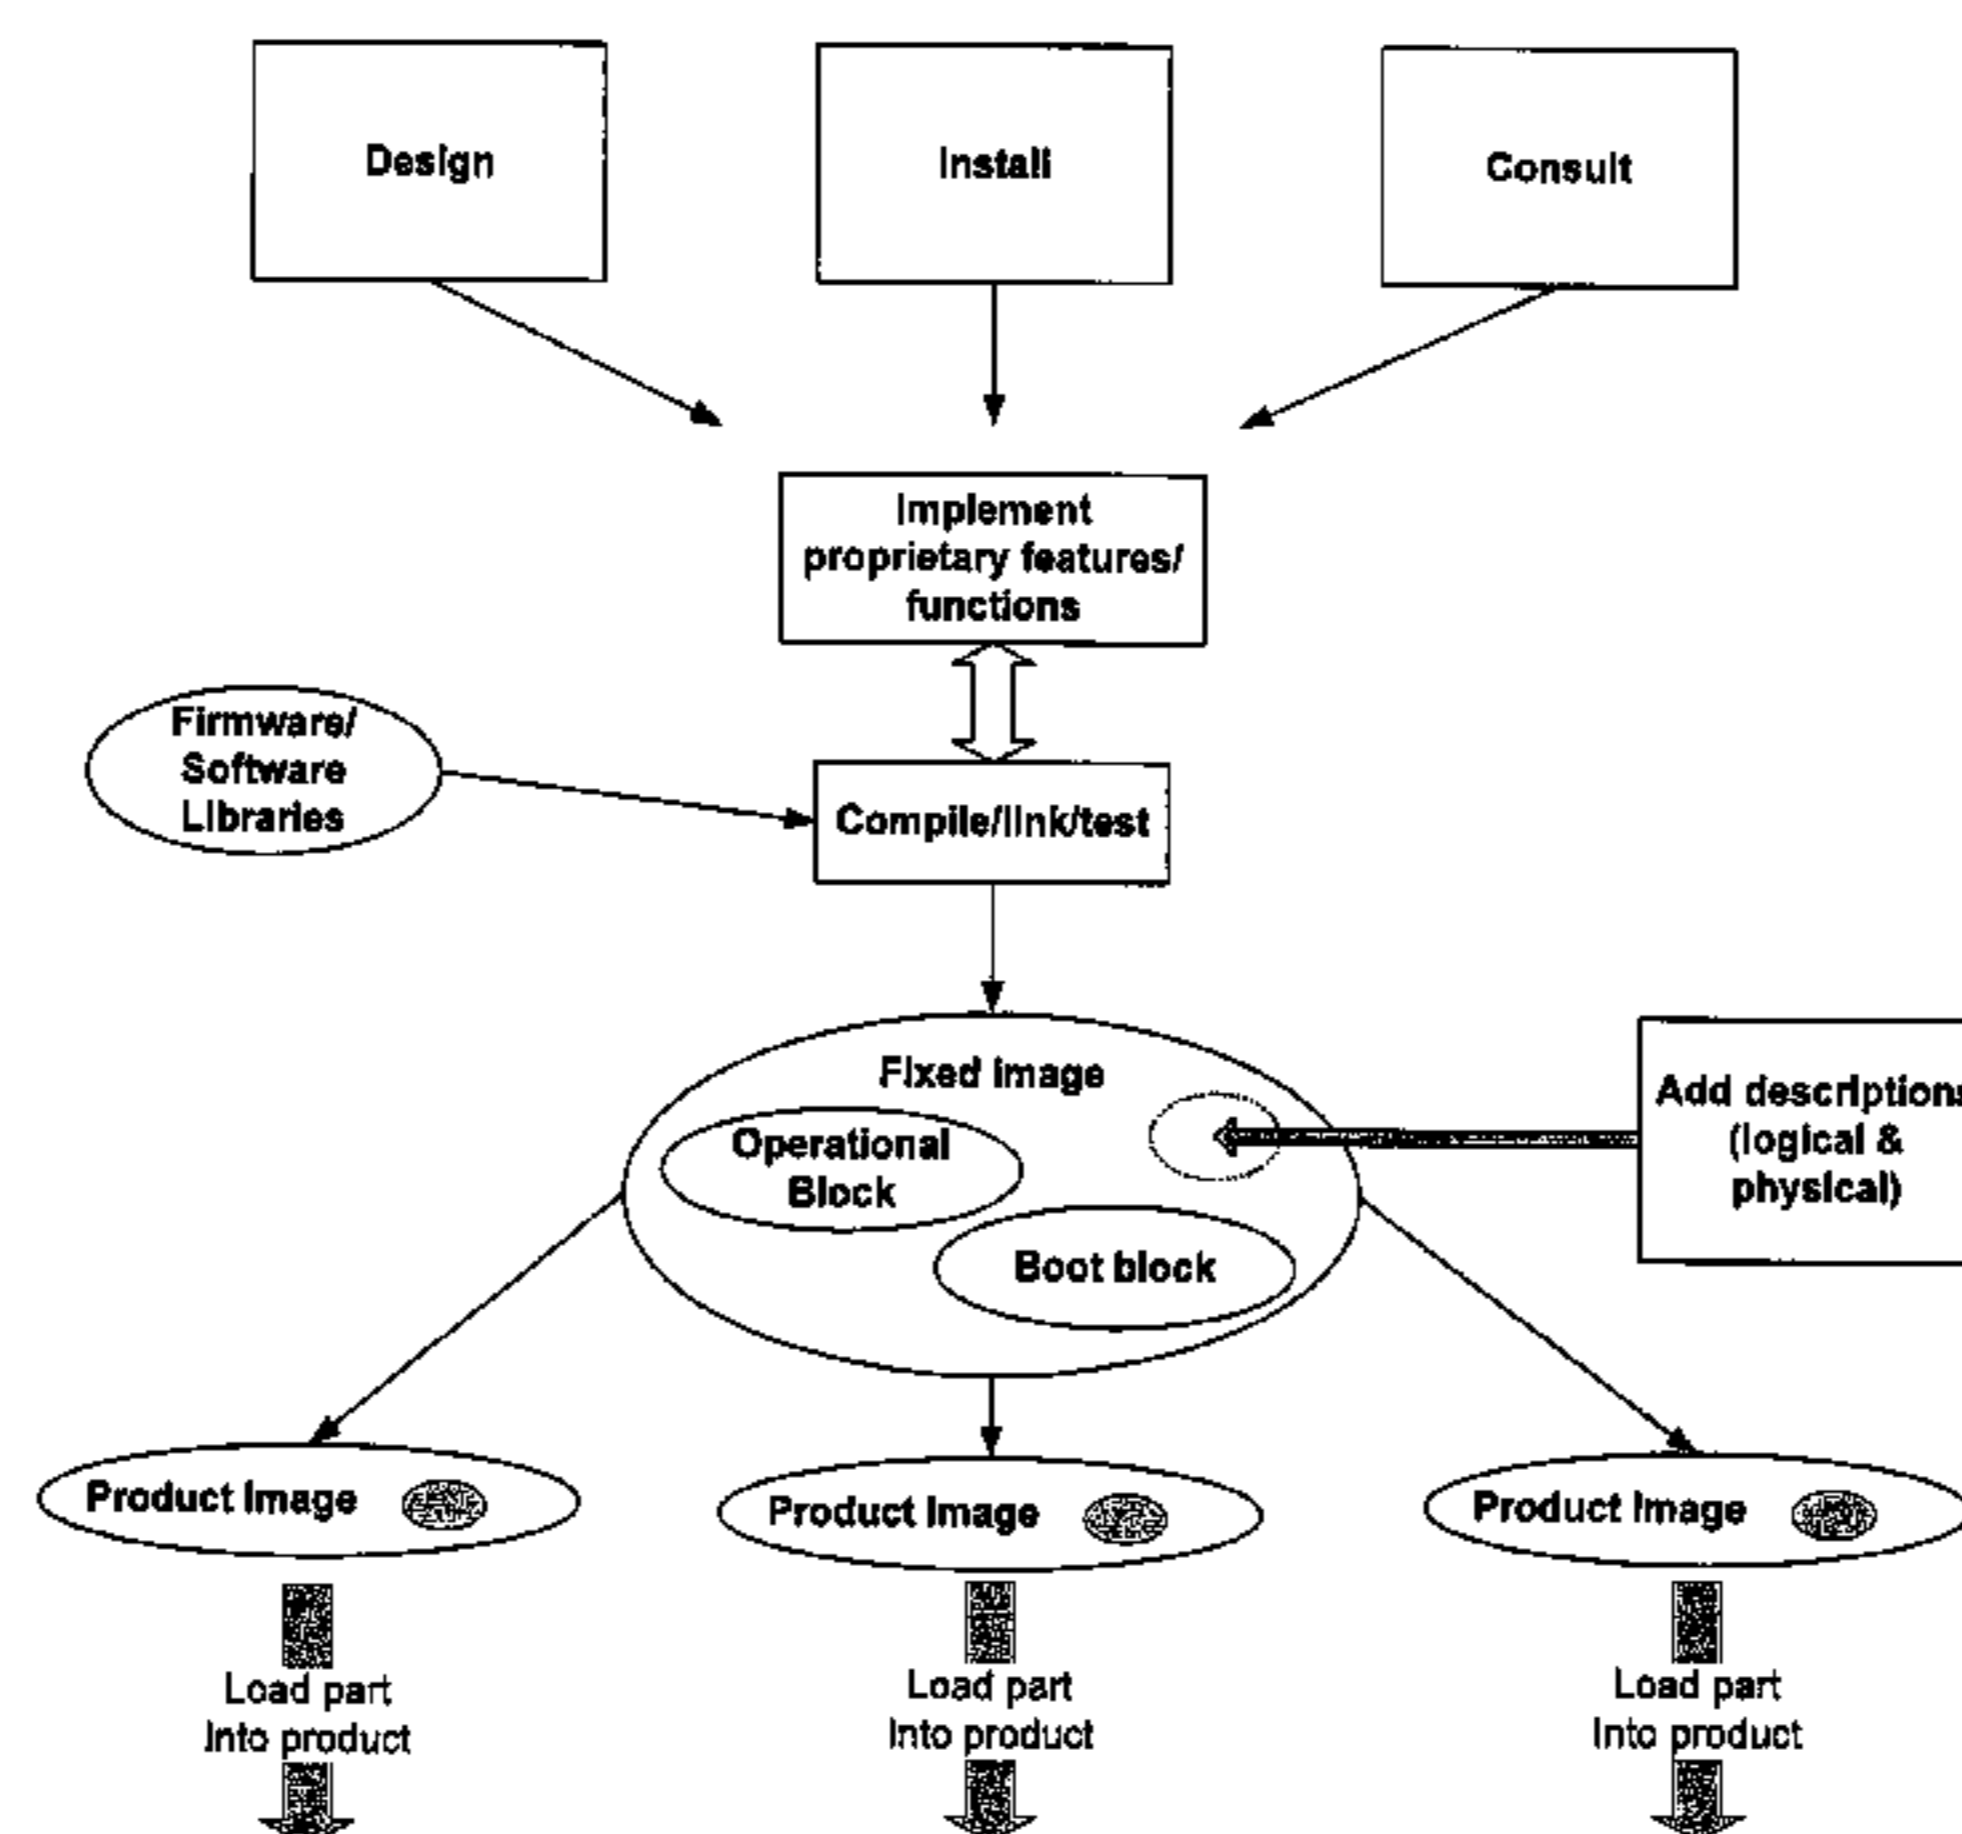 Design
Install
Consult
Implement
proprietary features/
functions
Firmware/
Software
Libraries
Compile/link/test
Fixed Image
Operational
Block
Boot block
Add descriptions
(logical &
physical)
Product Image
Product Image
Product Image
Load part
Into product
Load part
Into product
Load part
Into product